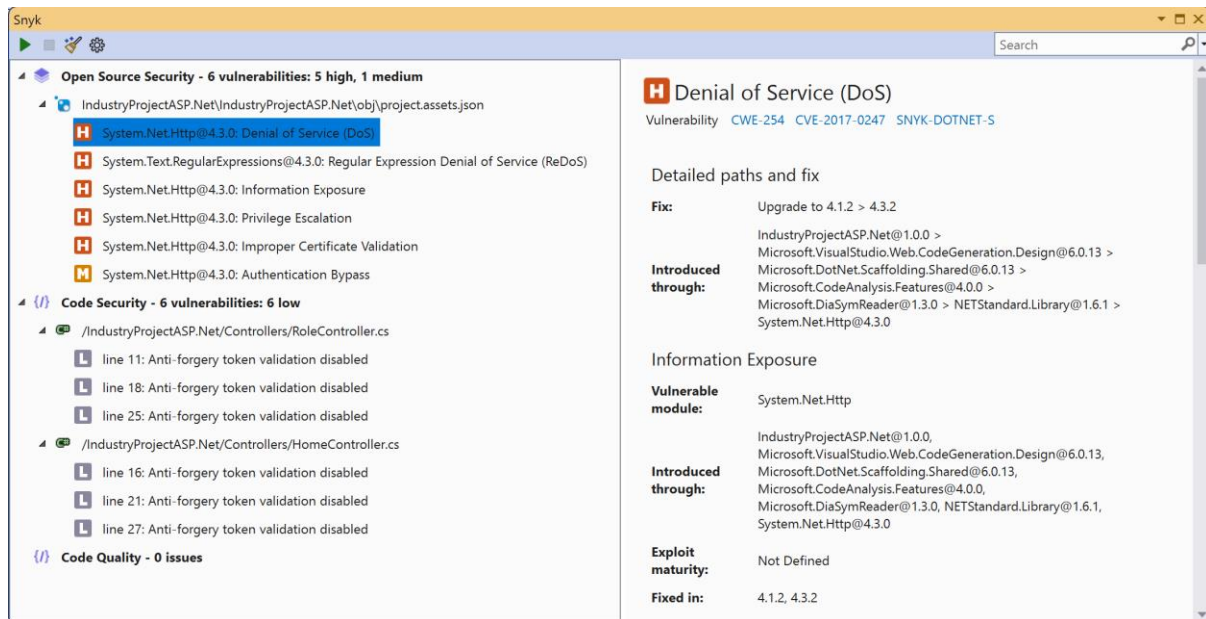 Snyk
Search
Open Source Security - 6 vulnerabilities: 5 high, 1 medium
IndustryProjectASP.Net\IndustryProjectASP.Net\obj\project.assets.json
H System.Net.Http@4.3.0: Denial of Service (DoS)
H System.Text.RegularExpressions@4.3.0: Regular Expression Denial of Service (ReDoS)
H System.Net.Http@4.3.0: Information Exposure
H System.Net.Http@4.3.0: Privilege Escalation
H System.Net.Http@4.3.0: Improper Certificate Validation
M System.Net.Http@4.3.0: Authentication Bypass
{/} Code Security - 6 vulnerabilities: 6 low
/IndustryProjectASP.Net/Controllers/RoleController.cs
L line 11: Anti-forgery token validation disabled
L line 18: Anti-forgery token validation disabled
L line 25: Anti-forgery token validation disabled
/IndustryProjectASP.Net/Controllers/HomeController.cs
L line 16: Anti-forgery token validation disabled
L line 21: Anti-forgery token validation disabled
L line 27: Anti-forgery token validation disabled
{/} Code Quality - 0 issues
H Denial of Service (DoS)
Vulnerability CWE-254 CVE-2017-0247 SNYK-DOTNET-S
Detailed paths and fix
Fix: Upgrade to 4.1.2 > 4.3.2
Introduced through:
IndustryProjectASP.Net@1.0.0 >
Microsoft.VisualStudio.Web.CodeGeneration.Design@6.0.13 >
Microsoft.DotNet.Scaffolding.Shared@6.0.13 >
Microsoft.CodeAnalysis.Features@4.0.0 >
Microsoft.DiaSymReader@1.3.0 > NETStandard.Library@1.6.1 >
System.Net.Http@4.3.0
Information Exposure
Vulnerable module: System.Net.Http
Introduced through:
IndustryProjectASP.Net@1.0.0,
Microsoft.VisualStudio.Web.CodeGeneration.Design@6.0.13,
Microsoft.DotNet.Scaffolding.Shared@6.0.13,
Microsoft.CodeAnalysis.Features@4.0.0,
Microsoft.DiaSymReader@1.3.0, NETStandard.Library@1.6.1,
System.Net.Http@4.3.0
Exploit maturity: Not Defined
Fixed in: 4.1.2, 4.3.2